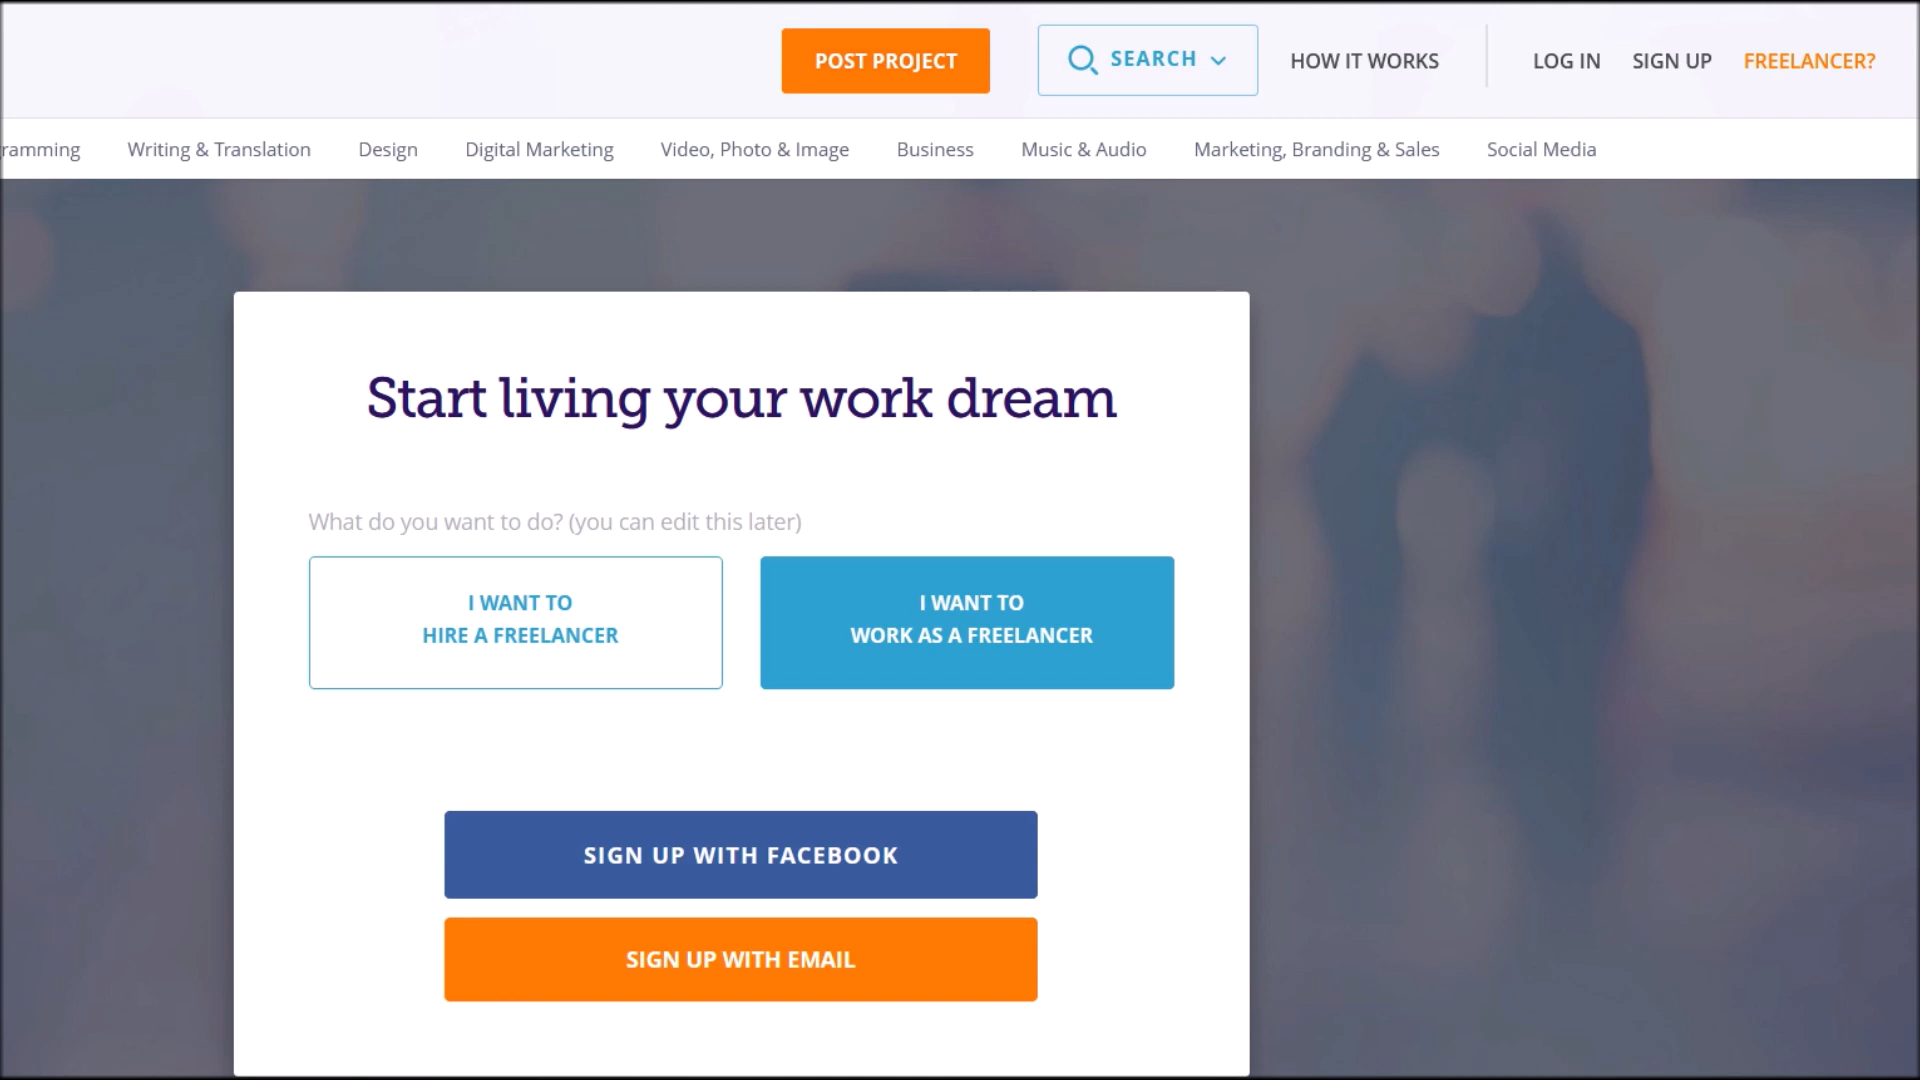 POST PROJECT
SEARCH
HOW IT WORKS
LOG IN
SIGN UP
FREELANCER?
ramming
Writing & Translation
Design
Digital Marketing
Video, Photo & Image
Business
Music & Audio
Marketing, Branding & Sales
Social Media
Start living your work dream
What do you want to do? (you can edit this later)
I WANT TO
HIRE A FREELANCER
I WANT TO
WORK AS A FREELANCER
SIGN UP WITH FACEBOOK
SIGN UP WITH EMAIL